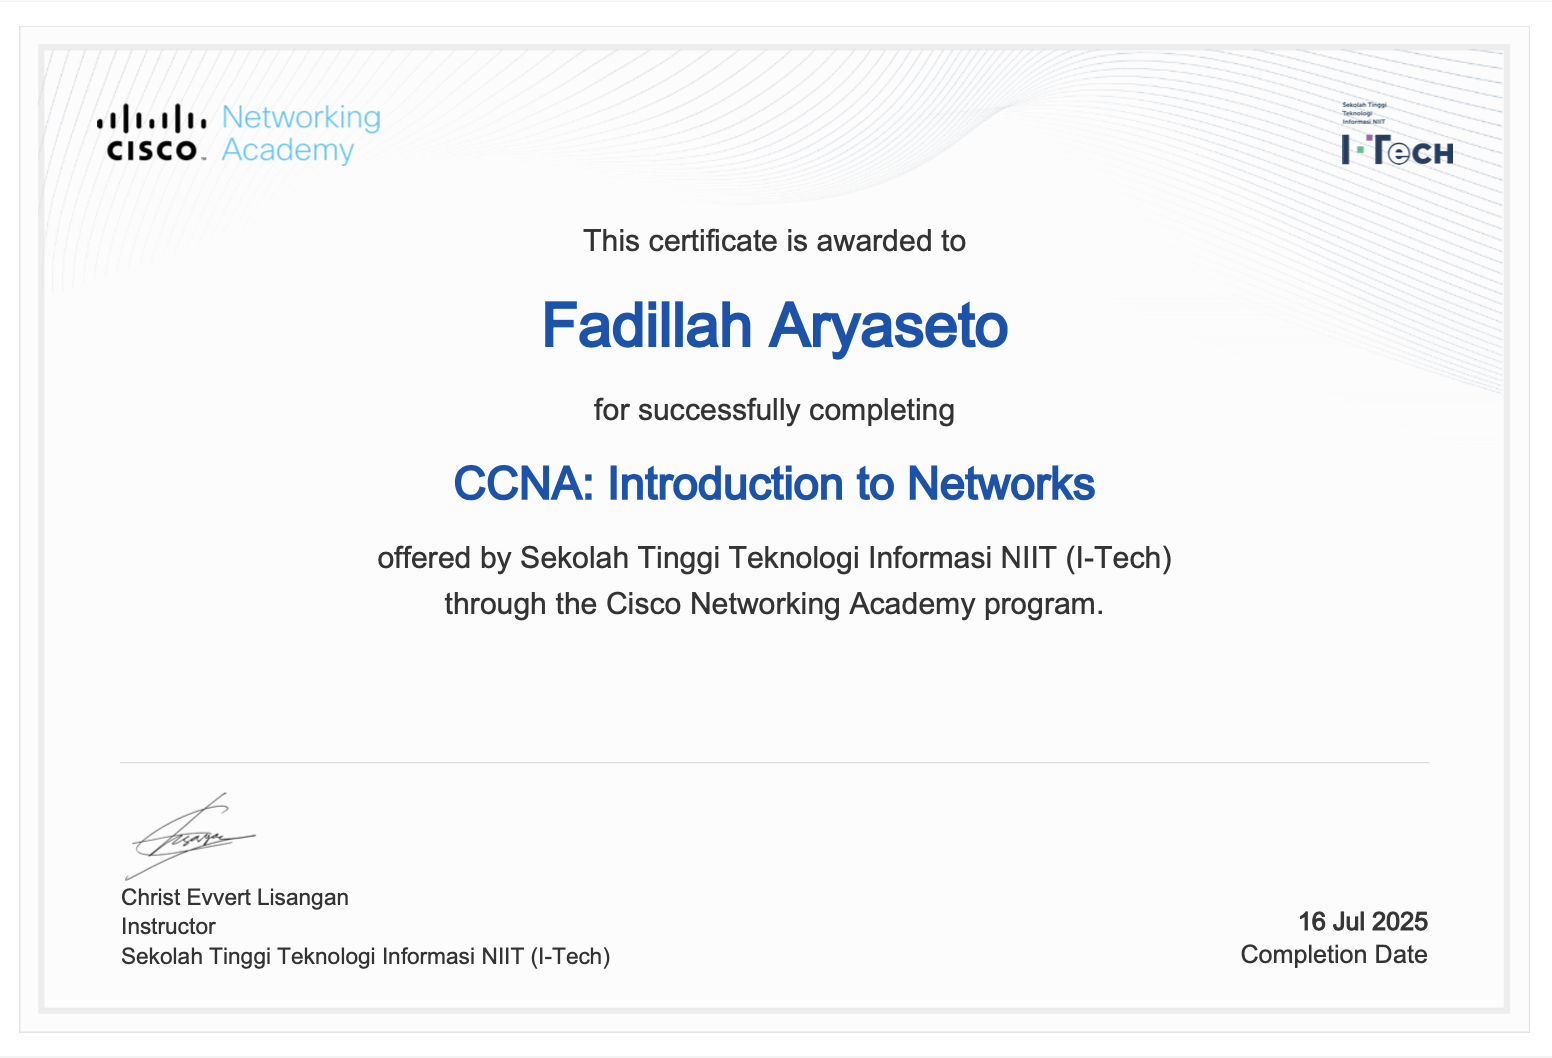 CISCO Networking
Academy
Sekolah Tinggi
Teknologi
Informasi NIIT
I-TECH
This certificate is awarded to
Fadillah Aryaseto
for successfully completing
CCNA: Introduction to Networks
offered by Sekolah Tinggi Teknologi Informasi NIIT (I-Tech)
through the Cisco Networking Academy program.
Christ Evvert Lisangan
Instructor
Sekolah Tinggi Teknologi Informasi NIIT (I-Tech)
16 Jul 2025
Completion Date